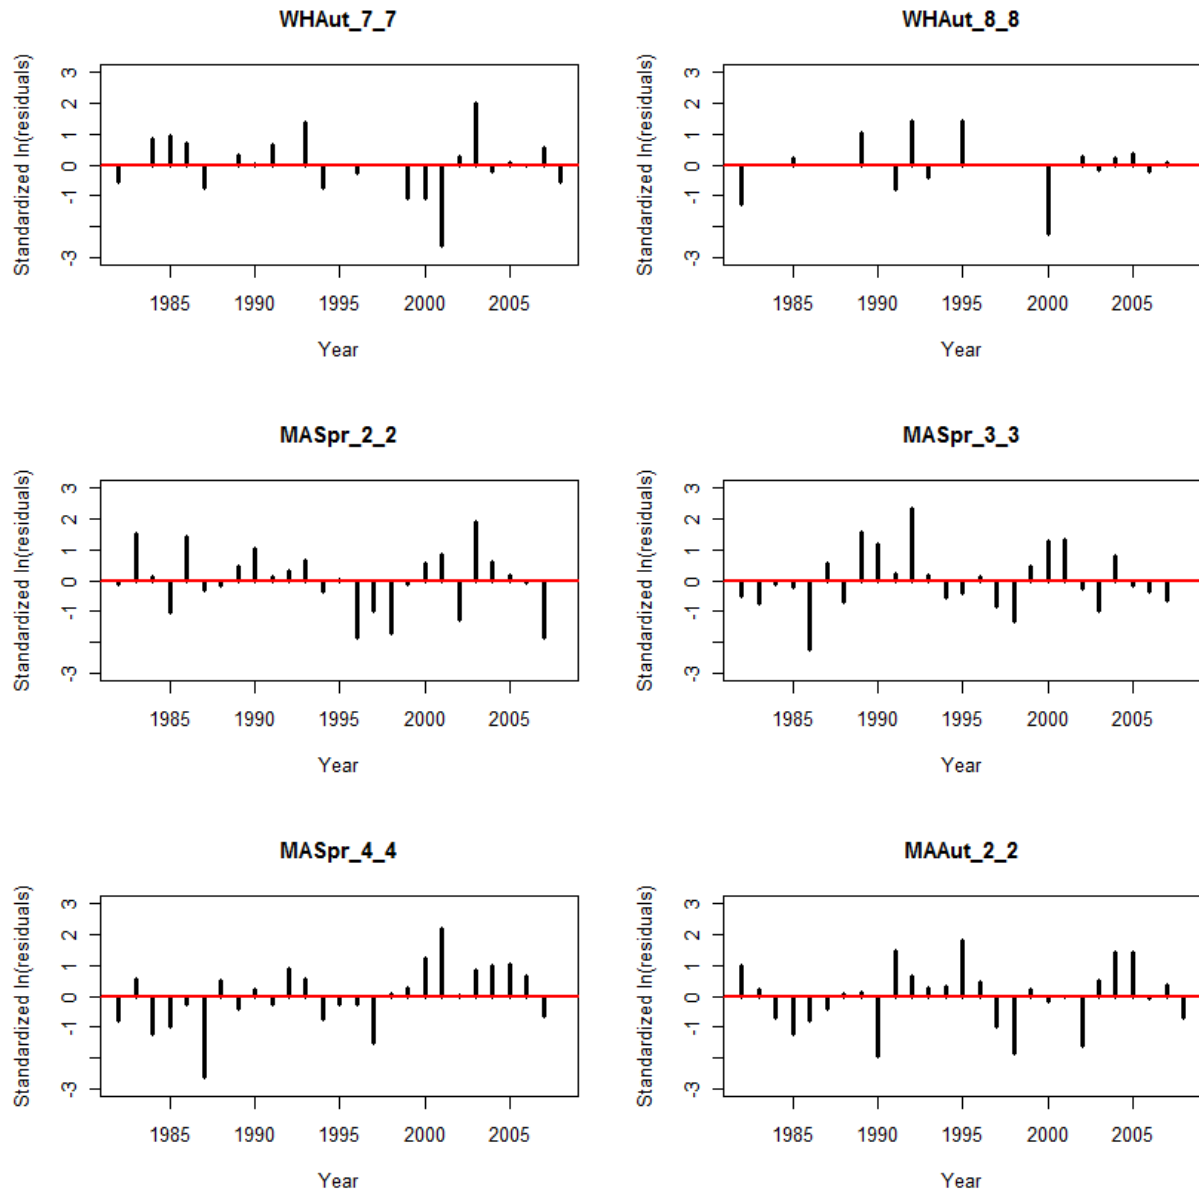 WHAut_7_7
WHAut_8_8
Standardized ln(residuals)
3
2
1
0
-1
-3
1985 1990 1995 2000 2005
Year
Standardized ln(residuals)
3
2
1
0
-1
-3
1985 1990 1995 2000 2005
Year
MASpr_2_2
MASpr_3_3
Standardized ln(residuals)
3
2
1
0
-1
-3
1985 1990 1995 2000 2005
Year
Standardized ln(residuals)
3
2
1
0
-1
-3
1985 1990 1995 2000 2005
Year
MASpr_4_4
MAAut_2_2
Standardized ln(residuals)
3
2
1
0
-1
-3
1985 1990 1995 2000 2005
Year
Standardized ln(residuals)
3
2
1
0
-1
-3
1985 1990 1995 2000 2005
Year